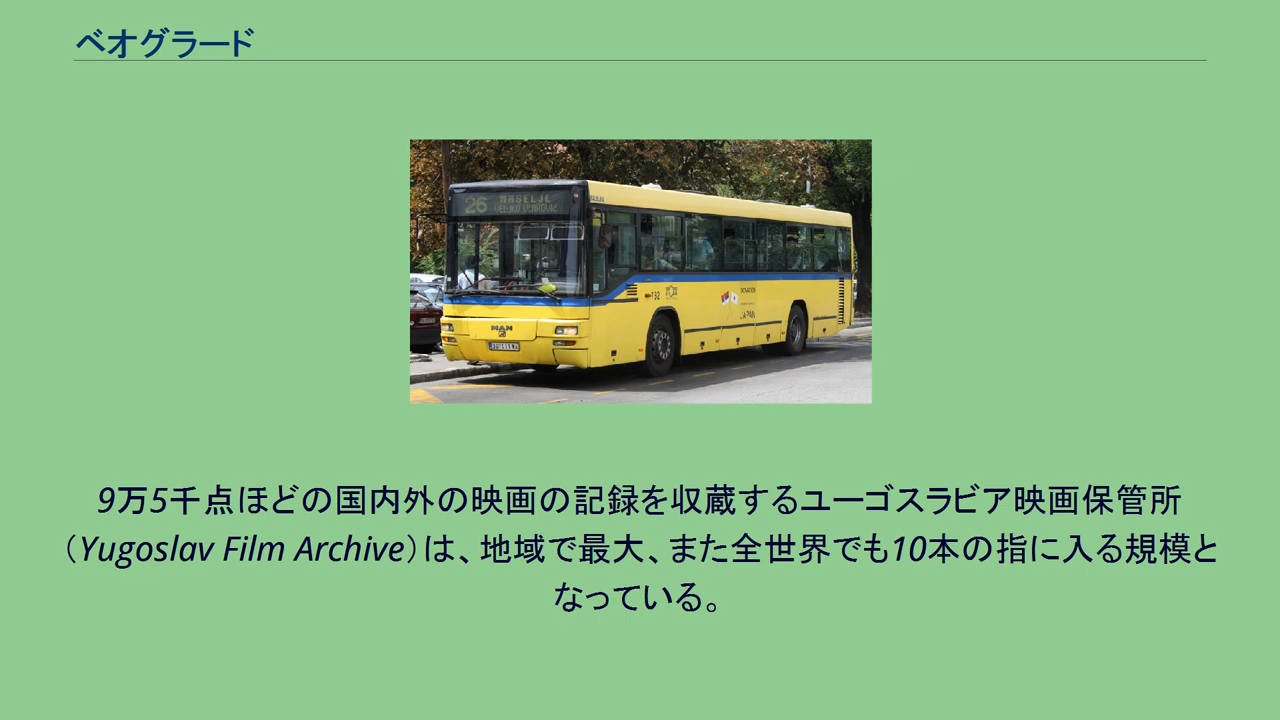 ベオグラード
26 NASELJE
MAN
JAPAN
9万5千点ほどの国内外の映画の記録を収蔵するユーゴスラビア映画保管所
（Yugoslav Film Archive）は、地域で最大、また全世界でも10本の指に入る規模と
なっている。